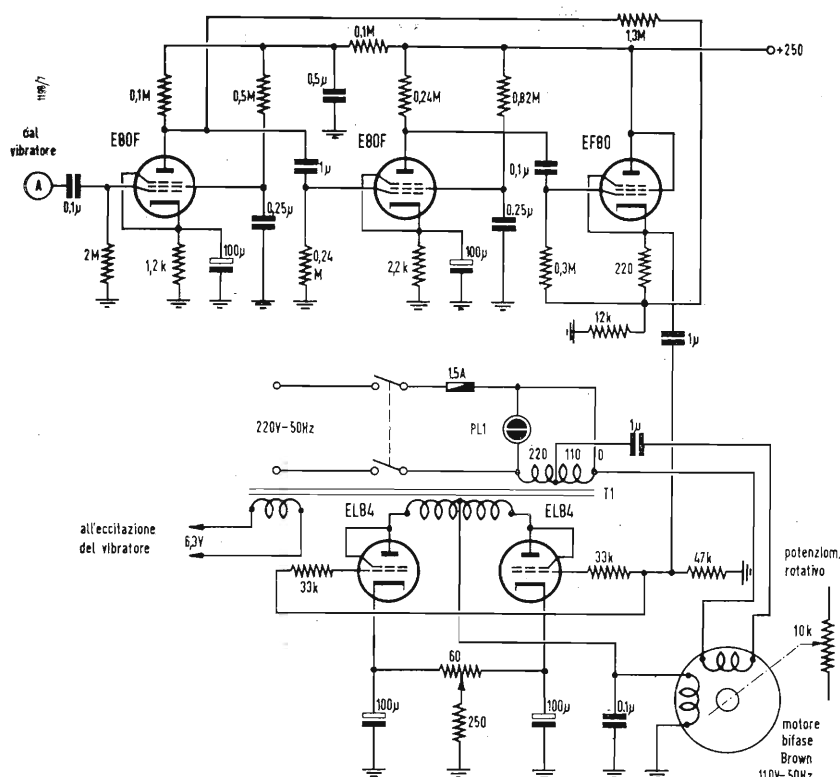 1198/7
0,1M
1,3M
+250
0,1M
0,5M
0,5µ
0,24M
0,82M
dal
vibratore
E80F
E80F
EF80
A
0,1µ
1µ
0,1µ
2M
1,2k
100µ
0,25µ
0,24
M
2,2k
100µ
0,25µ
0,3M
220
12k
1µ
1,5A
220V-50Hz
PL1
220 110 0
1µ
T1
EL84
EL84
all'eccitazione
del vibratore
6,3V
33k
33k
47k
potenziom.
rotativo
10k
60
100µ
250
100µ
0,1µ
motore
bifase
Brown
110V-50Hz